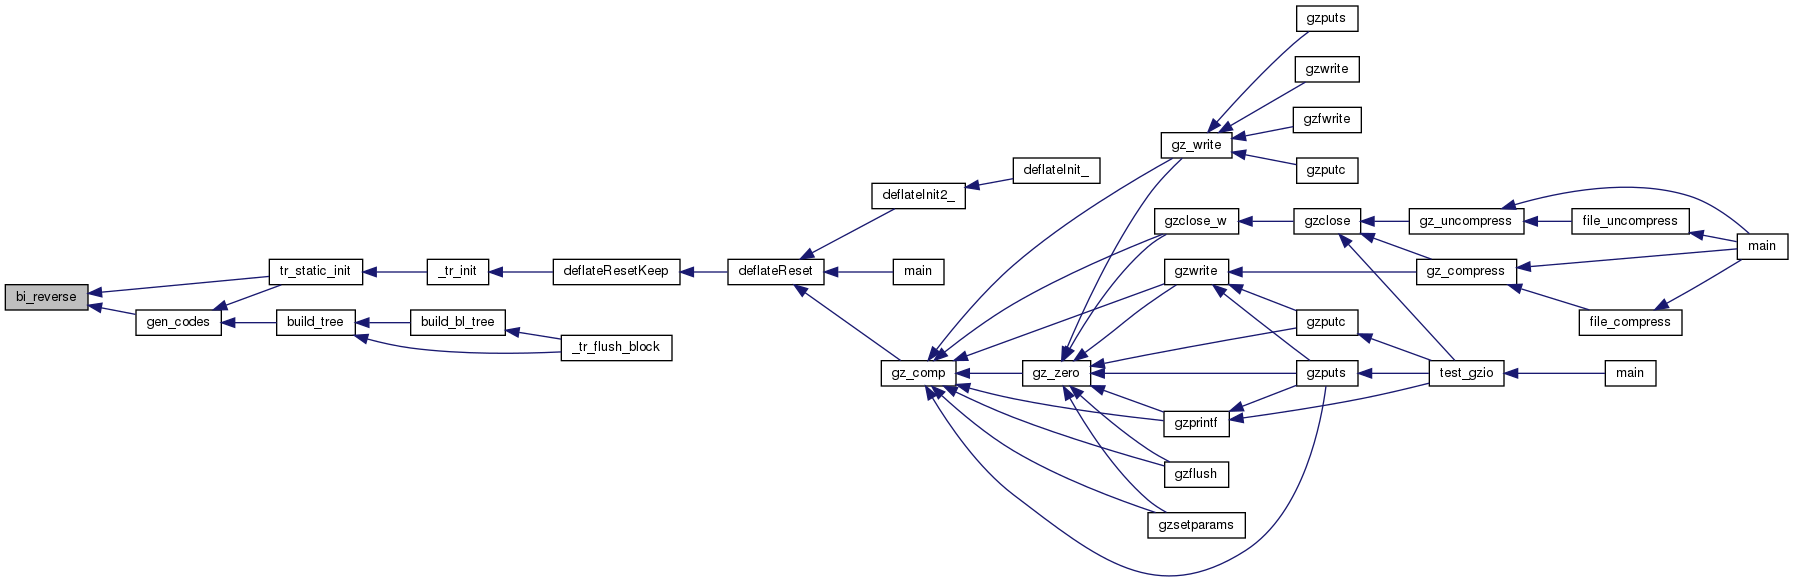 gzputs
gzwrite
gzfwrite
gz_write
gzputc
deflateInit_
deflateInit2_
gzclose_w
gzclose
gz_uncompress
file_uncompress
main
tr_static_init
_tr_init
deflateResetKeep
deflateReset
main
gzwrite
gz_compress
bi_reverse
gen_codes
build_tree
build_bl_tree
gzputc
file_compress
_tr_flush_block
gz_comp
gz_zero
gzputs
test_gzio
main
gzprintf
gzflush
gzsetparams